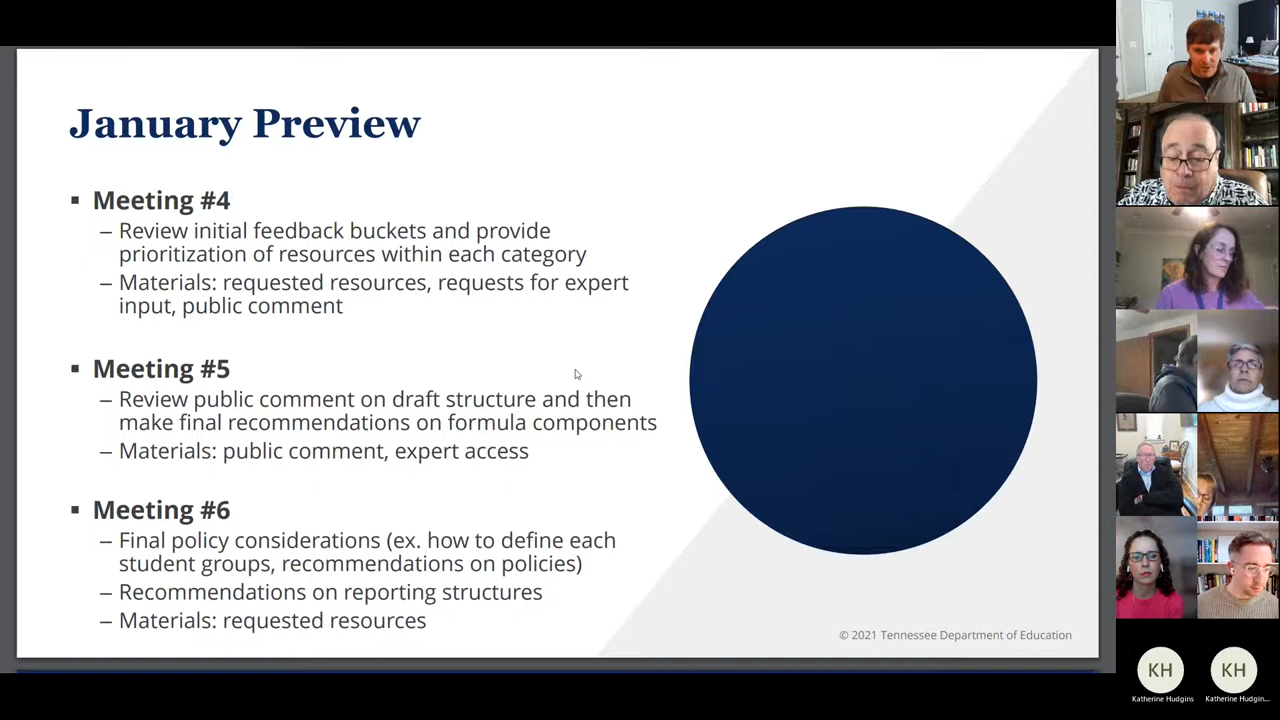 January Preview
▪ Meeting #4
– Review initial feedback buckets and provide
prioritization of resources within each category
– Materials: requested resources, requests for expert
input, public comment
▪ Meeting #5
– Review public comment on draft structure and then
make final recommendations on formula components
– Materials: public comment, expert access
▪ Meeting #6
– Final policy considerations (ex. how to define each
student groups, recommendations on policies)
– Recommendations on reporting structures
– Materials: requested resources
© 2021 Tennessee Department of Education
KH
KH
Katherine Hudgins
Katherine Hudgin...